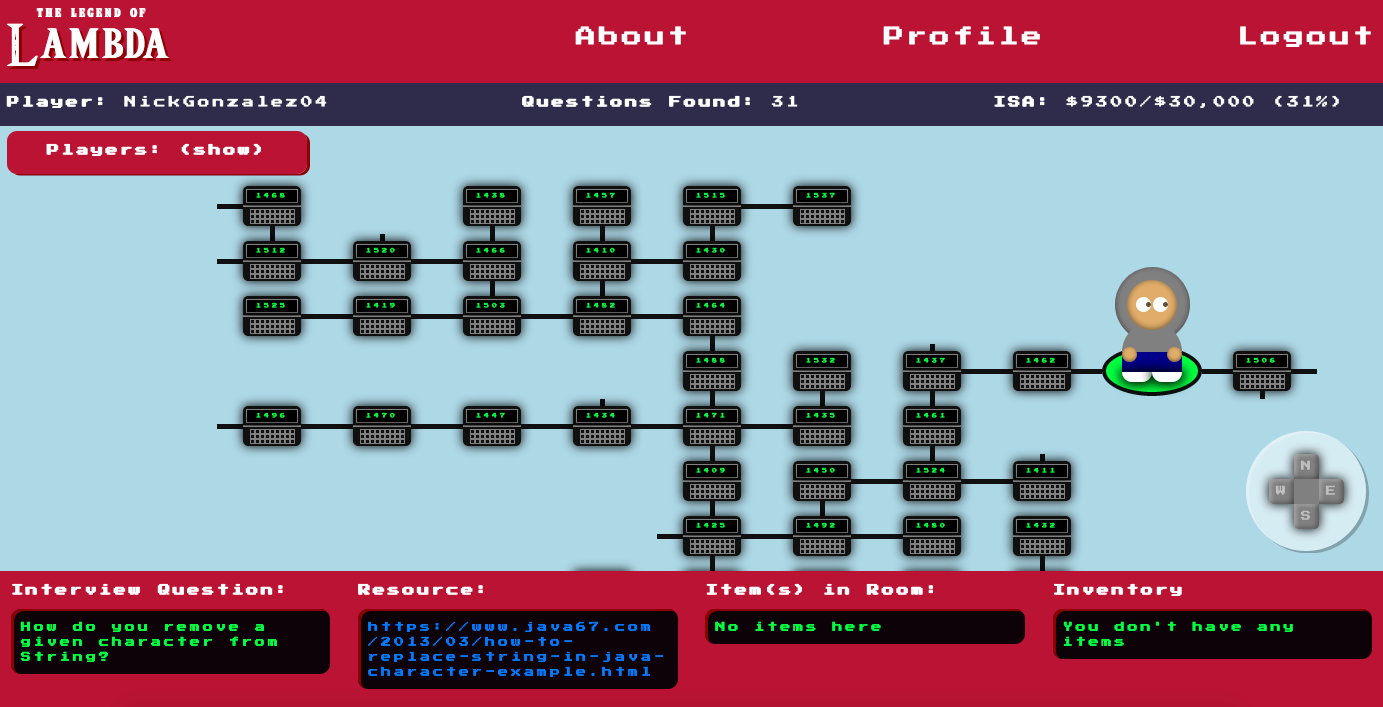 THE LEGEND OF
LAMBDA
About
Profile
Logout
Player: NickGonzalez04
Questions Found: 31
ISA: $9300/$30,000 (31%)
Players: (show)
1468
1438
1457
1515
1537
1512
1520
1466
1410
1430
1525
1419
1503
1482
1464
1488
1532
1437
1462
1506
1496
1470
1447
1434
1471
1435
1461
1409
1450
1524
1411
1425
1492
1480
1432
N
W
E
S
Interview Question:
How do you remove a
given character from
String?
Resource:
https://www.java67.com
/2013/03/how-to-
replace-string-in-java-
character-example.html
Item(s) in Room:
No items here
Inventory
You don't have any
items